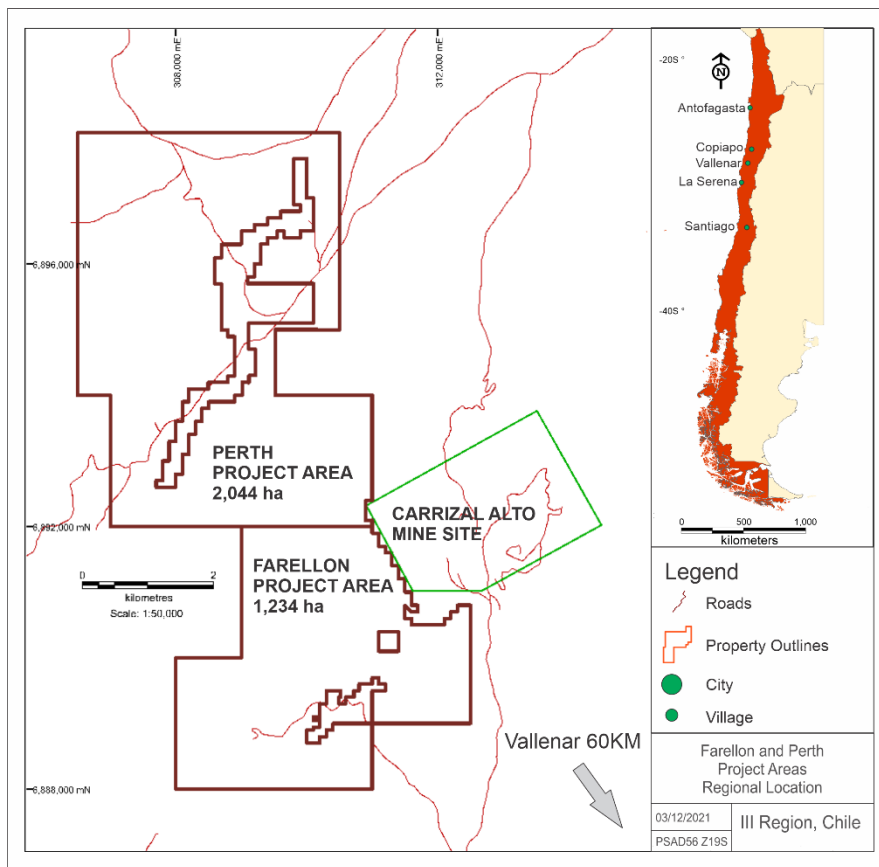 308,000 mE
312,000 mE
6,896,000 mN
6,892,000 mN
6,888,000 mN
PERTH
PROJECT AREA
2,044 ha
CARRIZAL ALTO
MINE SITE
FARELLON
PROJECT AREA
1,234 ha
0 2
kilometres
Scale: 1:50,000
Vallenar 60KM
-20S °
N
Antofagasta
Copiapo
Vallenar
La Serena
Santiago
-40S °
0 500 1,000
kilometers
Legend
Roads
Property Outlines
City
Village
Farellon and Perth
Project Areas
Regional Location
03/12/2021
PSAD56 Z19S
III Region, Chile